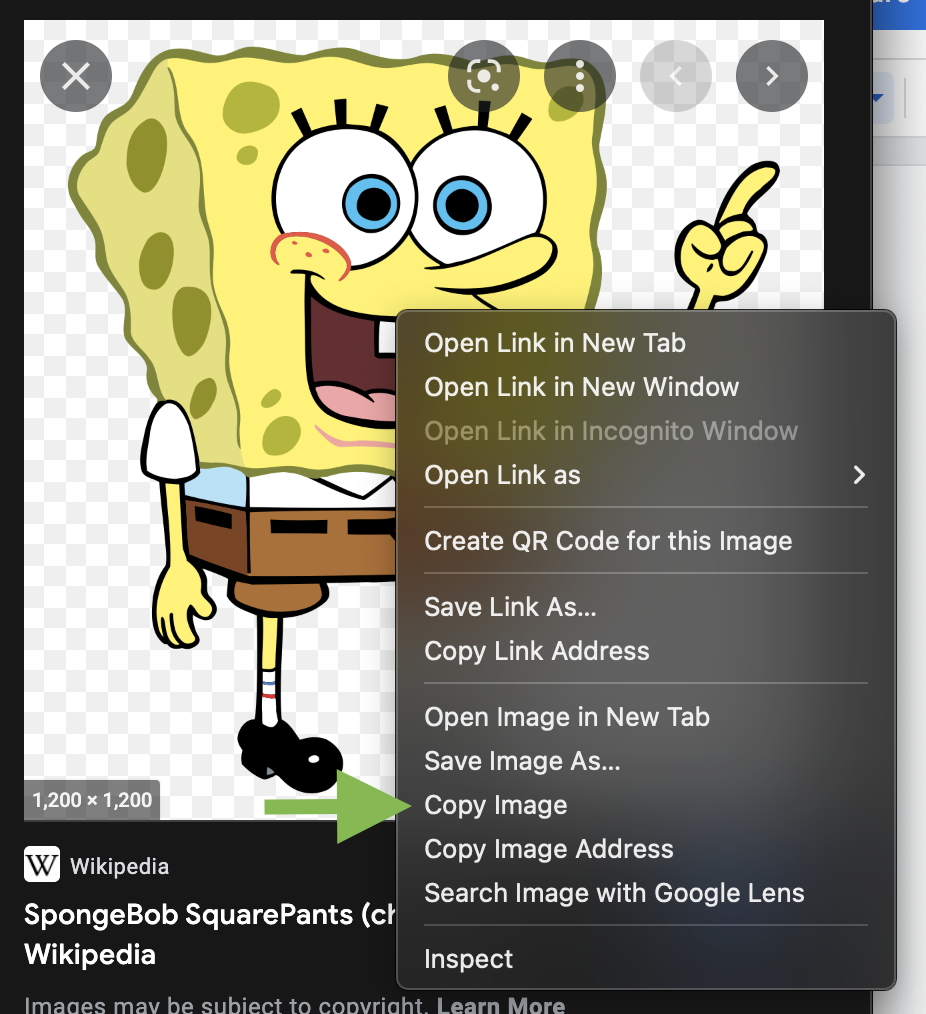 Open Link in New Tab
Open Link in New Window
Open Link in Incognito Window
Open Link as
Create QR Code for this Image
Save Link As...
Copy Link Address
Open Image in New Tab
Save Image As...
Copy Image
Copy Image Address
Search Image with Google Lens
Inspect
1,200 × 1,200
W Wikipedia
SpongeBob SquarePants
Wikipedia
Images may be subject to copyright. Learn More